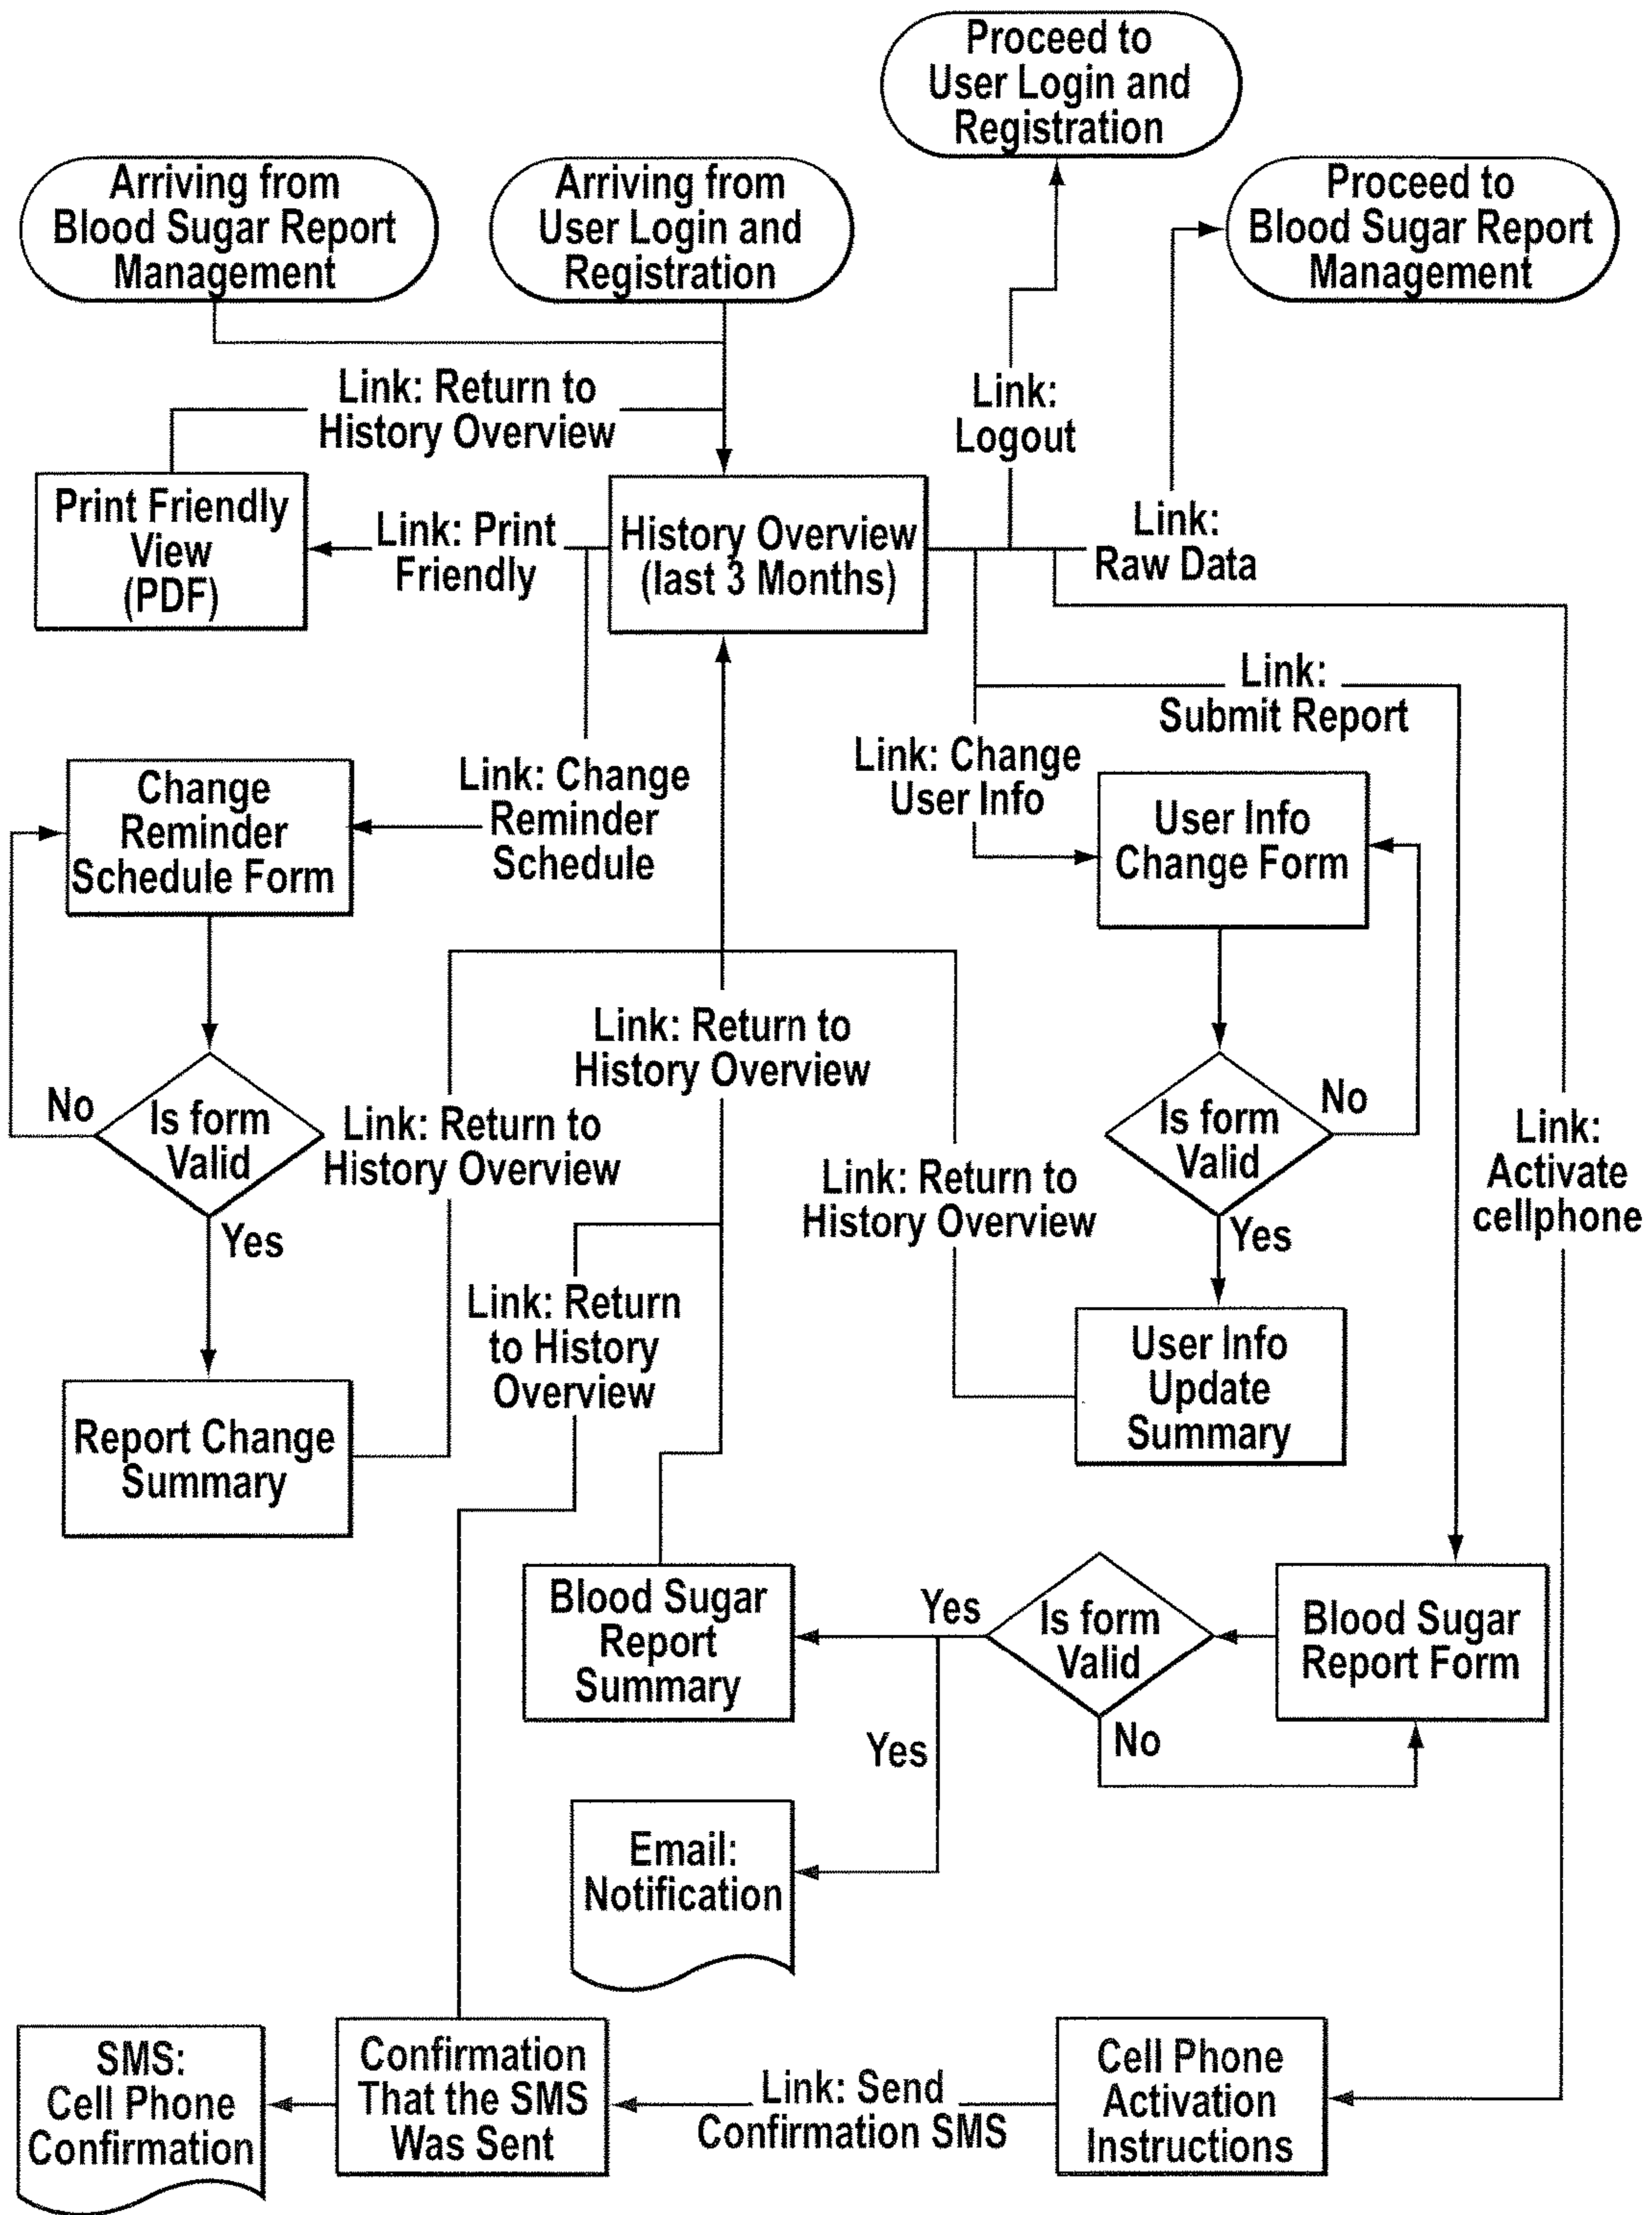 Proceed to
User Login and
Registration
Arriving from
Blood Sugar Report
Management
Arriving from
User Login and
Registration
Proceed to
Blood Sugar Report
Management
Link: Return to
History Overview
Link:
Logout
Print Friendly
View
(PDF)
Link: Print
Friendly
History Overview
(last 3 Months)
Link:
Raw Data
Link:
Submit Report
Link: Change
User Info
Change
Reminder
Schedule Form
Link: Change
Reminder
Schedule
User Info
Change Form
Link: Return to
History Overview
No
Is form
Valid
Yes
Link: Return to
History Overview
Link: Return to
History Overview
Is form
Valid
No
Yes
Link:
Activate
cellphone
Link: Return
to History
Overview
User Info
Update
Summary
Report Change
Summary
Blood Sugar
Report
Summary
Yes
Is form
Valid
Blood Sugar
Report Form
Yes
No
Email:
Notification
SMS:
Cell Phone
Confirmation
Confirmation
That the SMS
Was Sent
Link: Send
Confirmation SMS
Cell Phone
Activation
Instructions